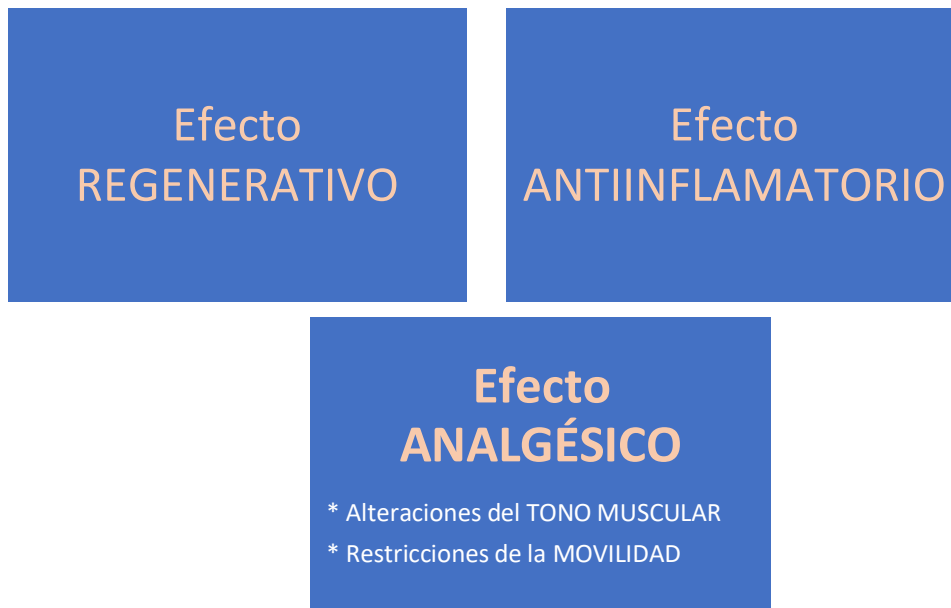 Efecto
REGENERATIVO
Efecto
ANTIINFLAMATORIO
Efecto
ANALGÉSICO
* Alteraciones del TONO MUSCULAR
* Restricciones de la MOVILIDAD